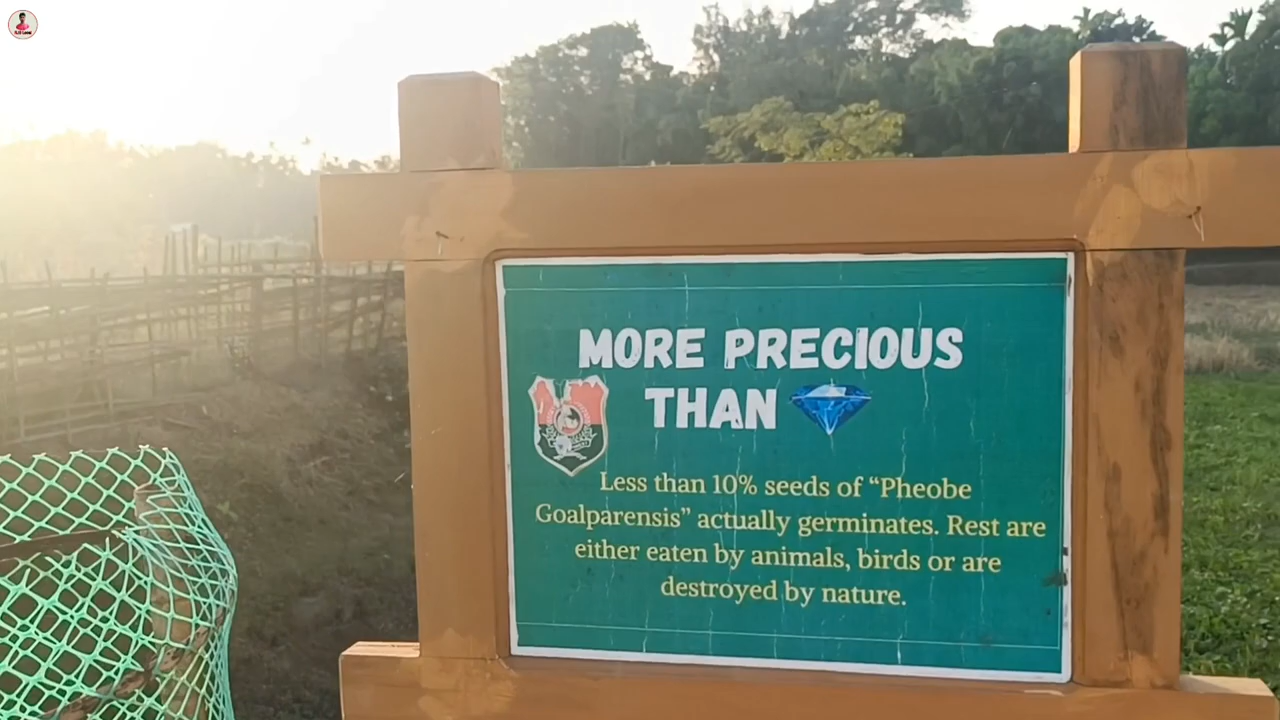 MORE PRECIOUS
THAN
Less than 10% seeds of “Pheobe
Goalparensis” actually germinates. Rest are
either eaten by animals, birds or are
destroyed by nature.